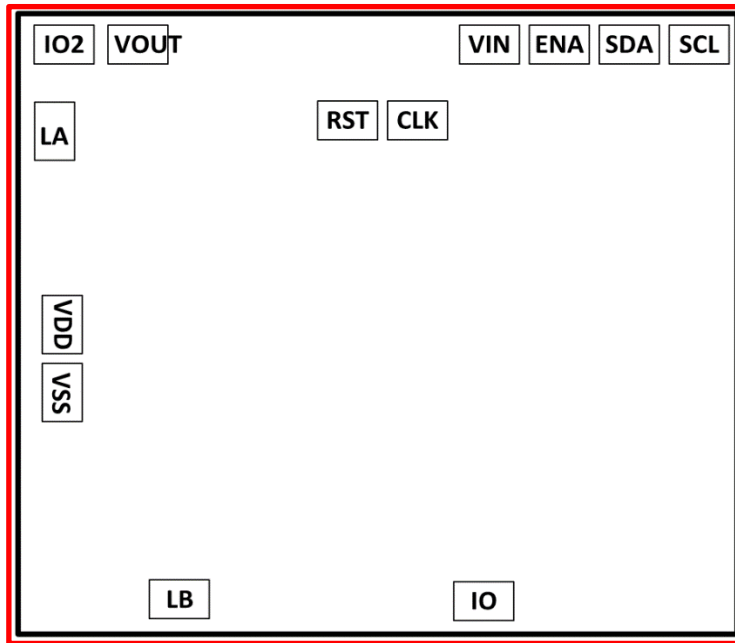 IO2 VOUT VIN ENA SDA SCL
LA RST CLK
VDD
VSS
LB IO